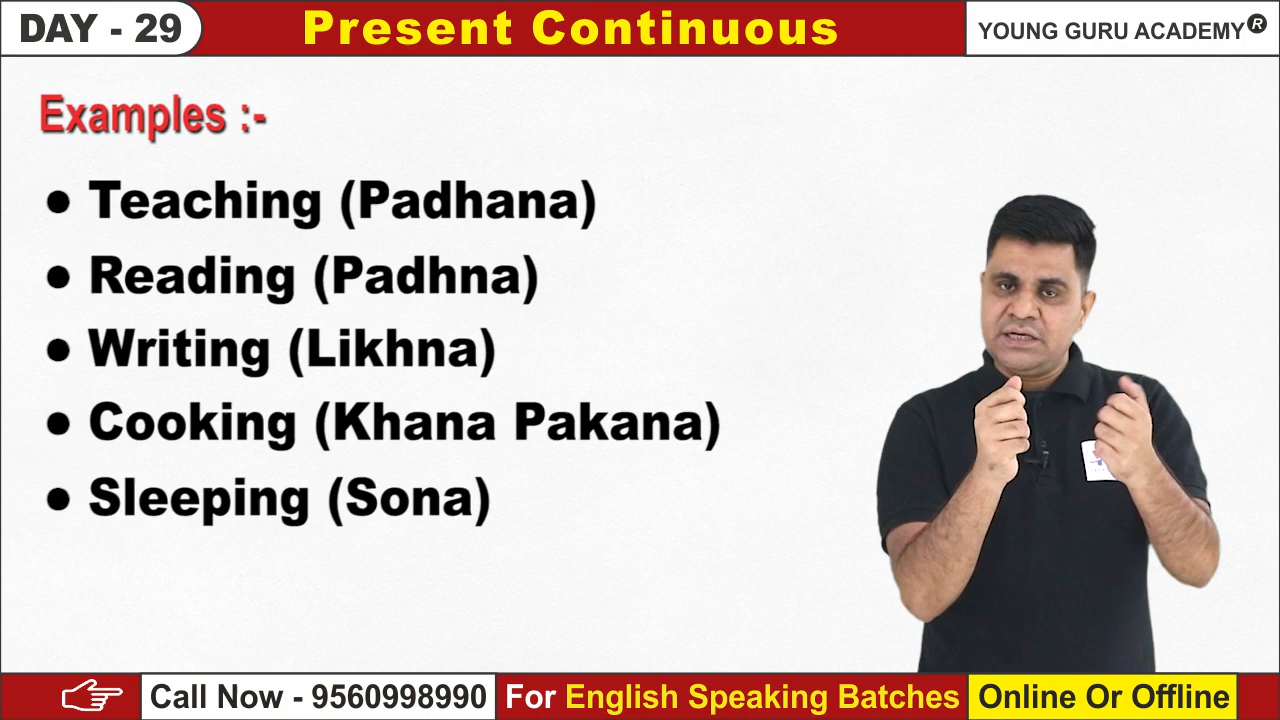 DAY - 29
Present Continuous
YOUNG GURU ACADEMY®
Examples :-
• Teaching (Padhana)
• Reading (Padhna)
• Writing (Likhna)
• Cooking (Khana Pakana)
• Sleeping (Sona)
Call Now - 9560998990 For English Speaking Batches Online Or Offline